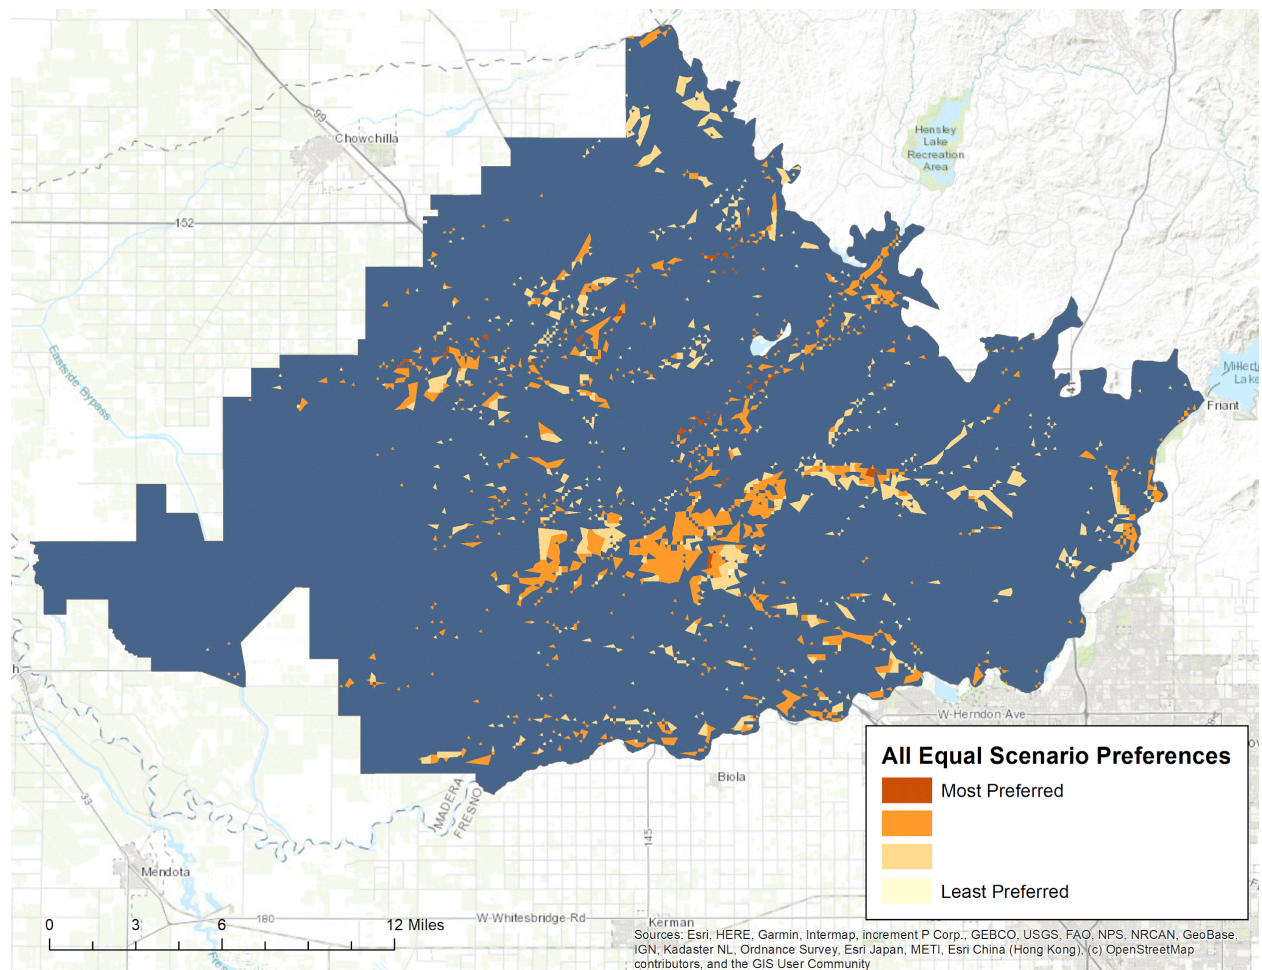 99
Chowchilla
Hensley
Lake
Recreation
Area
152
Eastside Bypass
41
Friant
W Herndon Ave
MADERA
FRESNO
Biola
145
33
Mendota
180
W Whitesbridge Rd
Kerman
All Equal Scenario Preferences
Most Preferred
Least Preferred
0 3 6 12 Miles
Sources: Esri, HERE, Garmin, Intermap, increment P Corp., GEBCO, USGS, FAO, NPS, NRCAN, GeoBase,
IGN, Kadaster NL, Ordnance Survey, Esri Japan, METI, Esri China (Hong Kong), (c) OpenStreetMap
contributors, and the GIS User Community